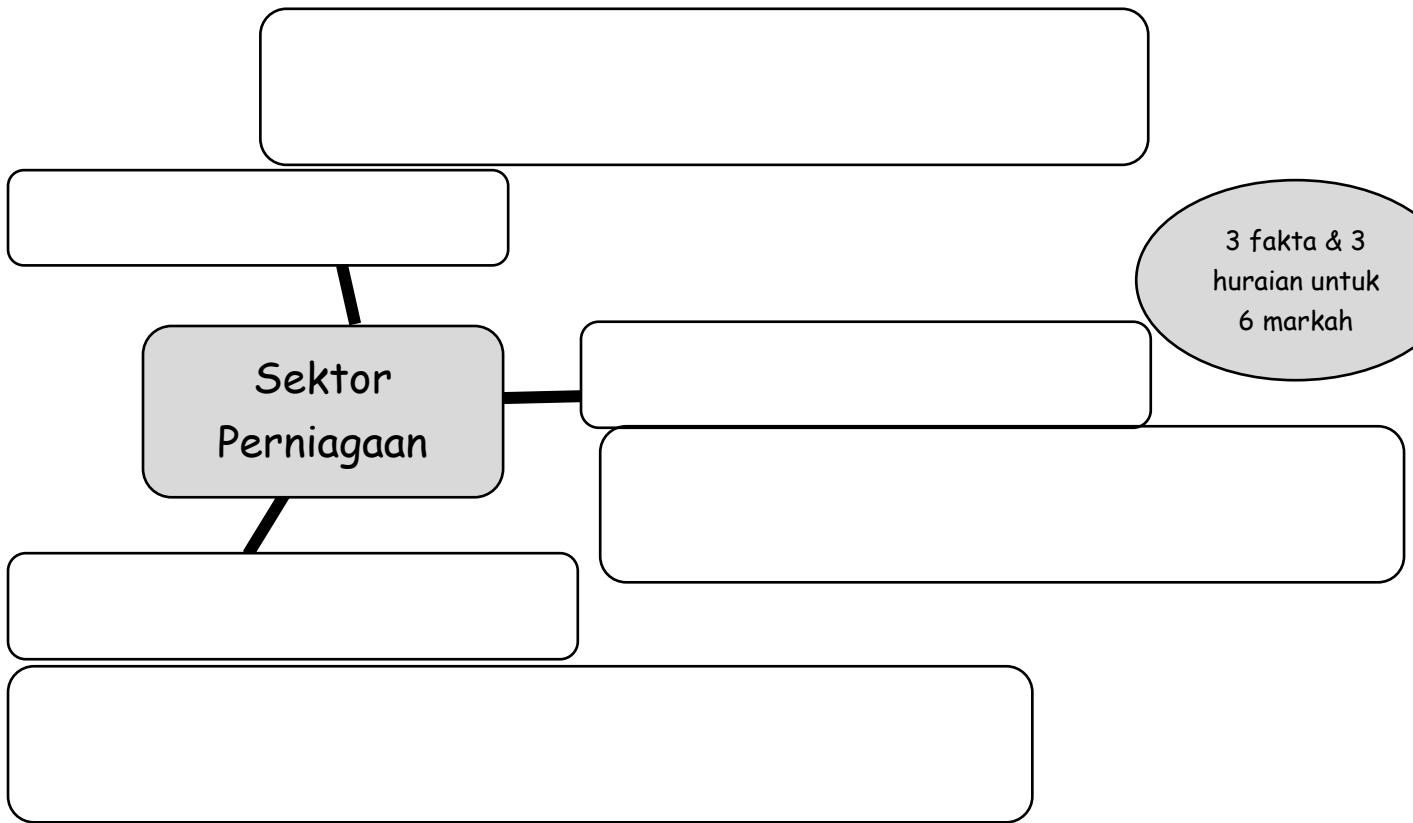 3 fakta & 3
huraian untuk
6 markah
Sektor
Perniagaan